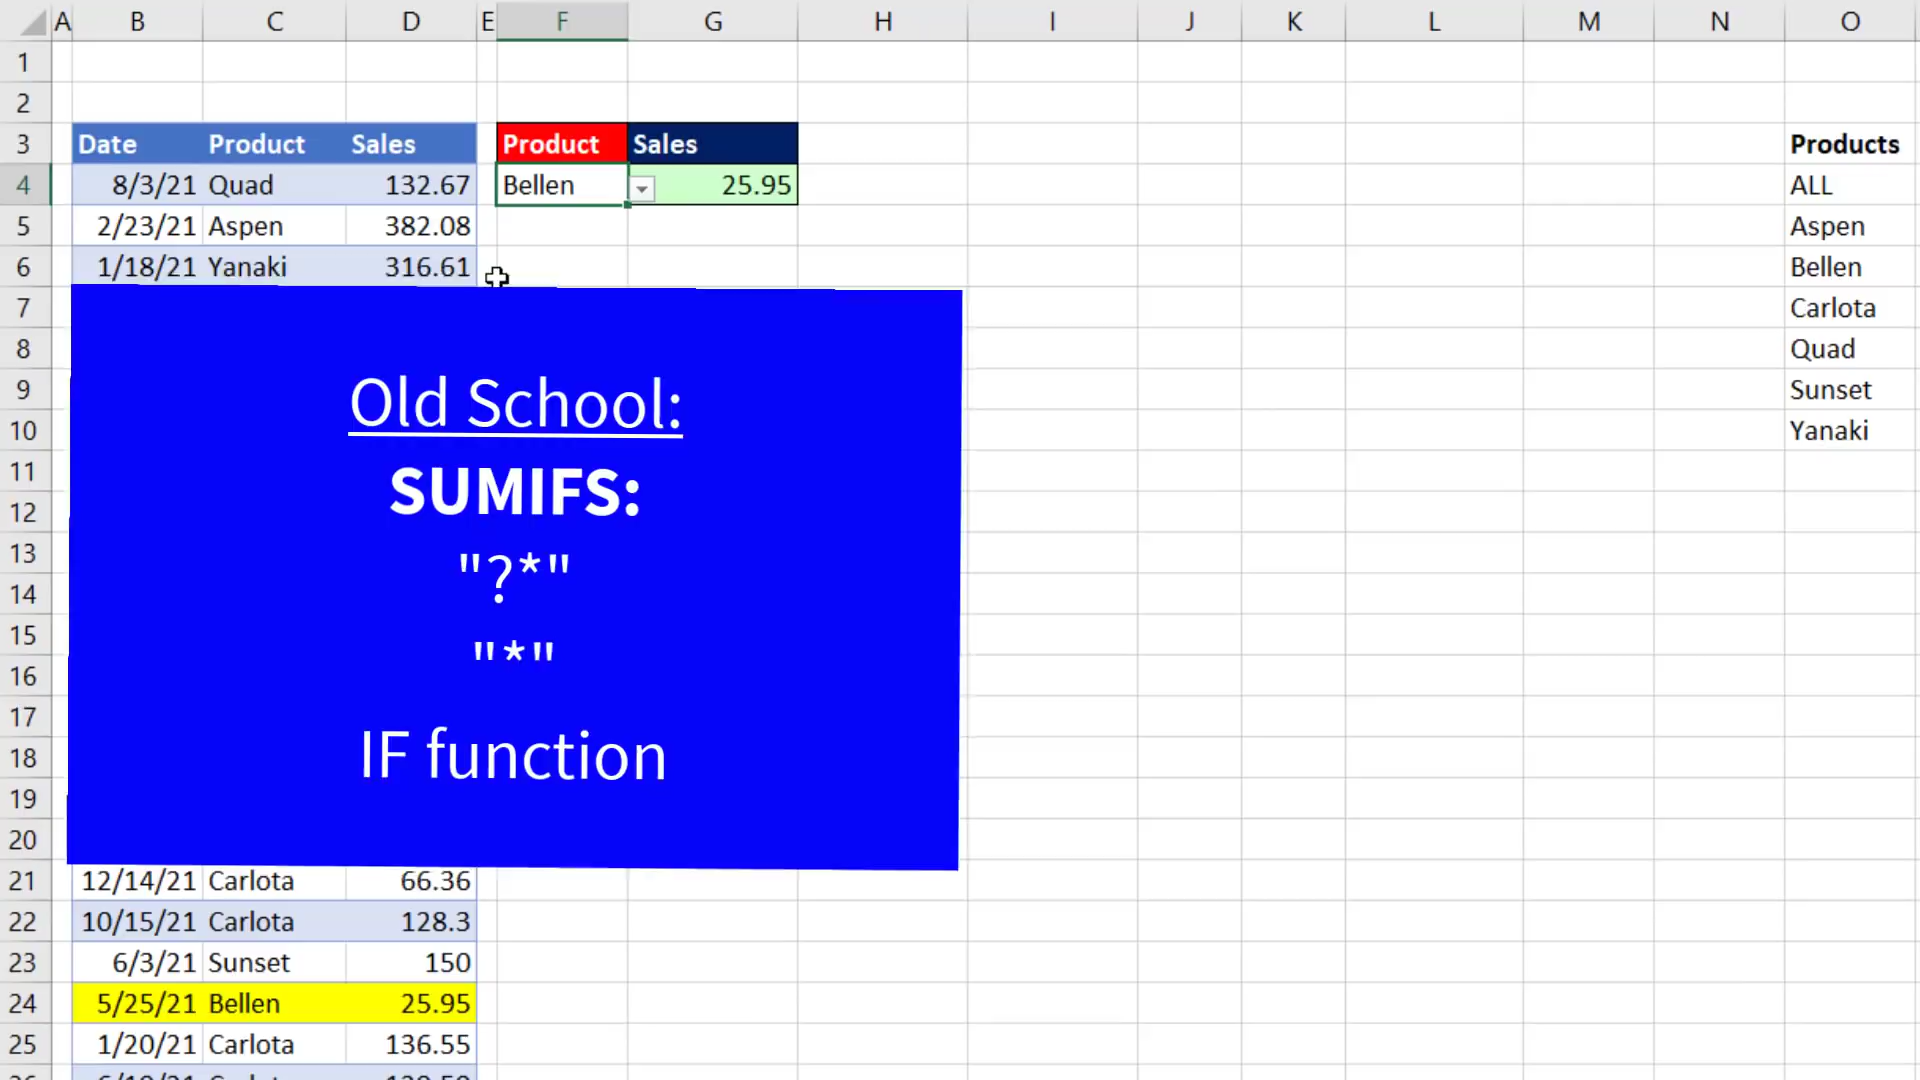 A B C D E F G H I J K L M N O
1
2
3 Date Product Sales Product Sales Products
4 8/3/21 Quad 132.67 Bellen 25.95 ALL
5 2/23/21 Aspen 382.08 Aspen
6 1/18/21 Yanaki 316.61 Bellen
7 Carlota
8 Quad
9 Sunset
10 Yanaki
11
12
13
14
15
16
17
18
19
20
Old School:
SUMIFS:
"?*"
"*"
IF function
21 12/14/21 Carlota 66.36
22 10/15/21 Carlota 128.3
23 6/3/21 Sunset 150
24 5/25/21 Bellen 25.95
25 1/20/21 Carlota 136.55